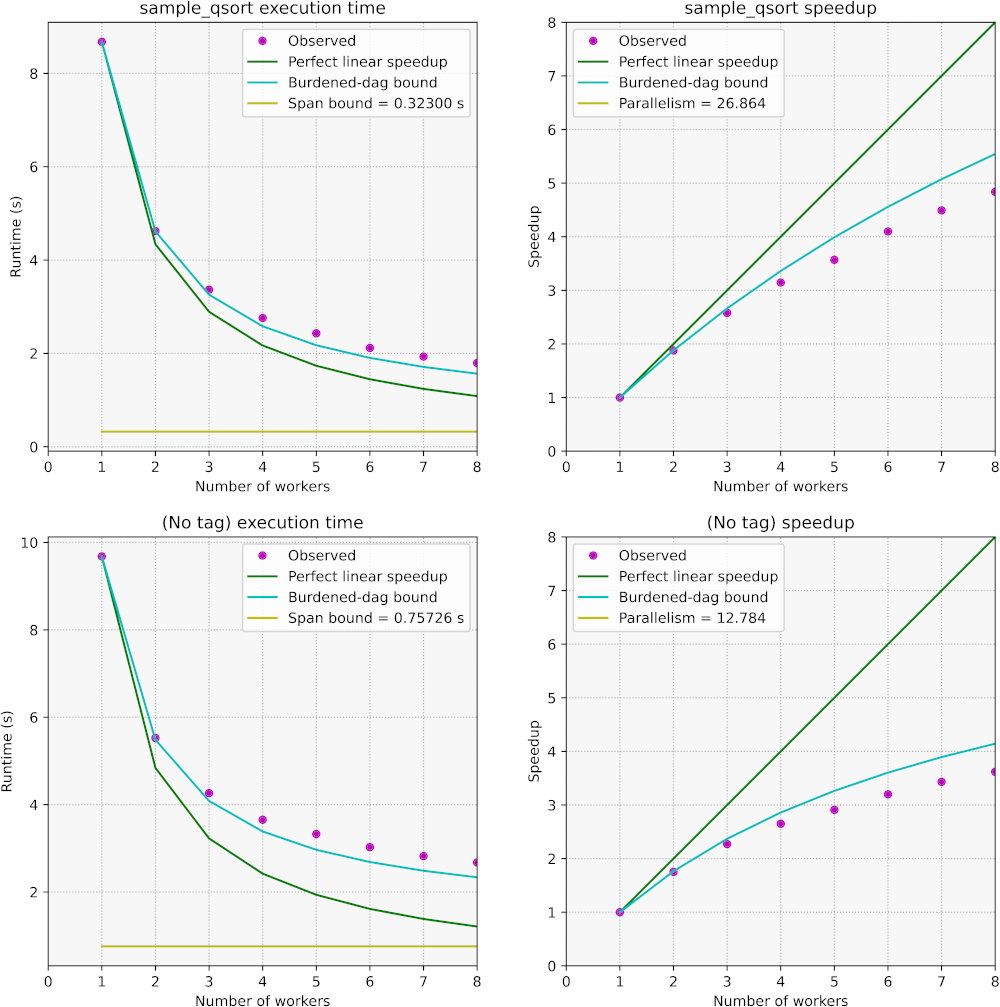 sample_qsort execution time
Observed
Perfect linear speedup
Burdened-dag bound
Span bound = 0.32300 s
Runtime (s)
8
6
4
2
0
0 1 2 3 4 5 6 7 8
Number of workers
sample_qsort speedup
Observed
Perfect linear speedup
Burdened-dag bound
Parallelism = 26.864
Speedup
8
7
6
5
4
3
2
1
0
0 1 2 3 4 5 6 7 8
Number of workers
(No tag) execution time
Observed
Perfect linear speedup
Burdened-dag bound
Span bound = 0.75726 s
Runtime (s)
10
8
6
4
2
0 1 2 3 4 5 6 7 8
Number of workers
(No tag) speedup
Observed
Perfect linear speedup
Burdened-dag bound
Parallelism = 12.784
Speedup
8
7
6
5
4
3
2
1
0
0 1 2 3 4 5 6 7 8
Number of workers